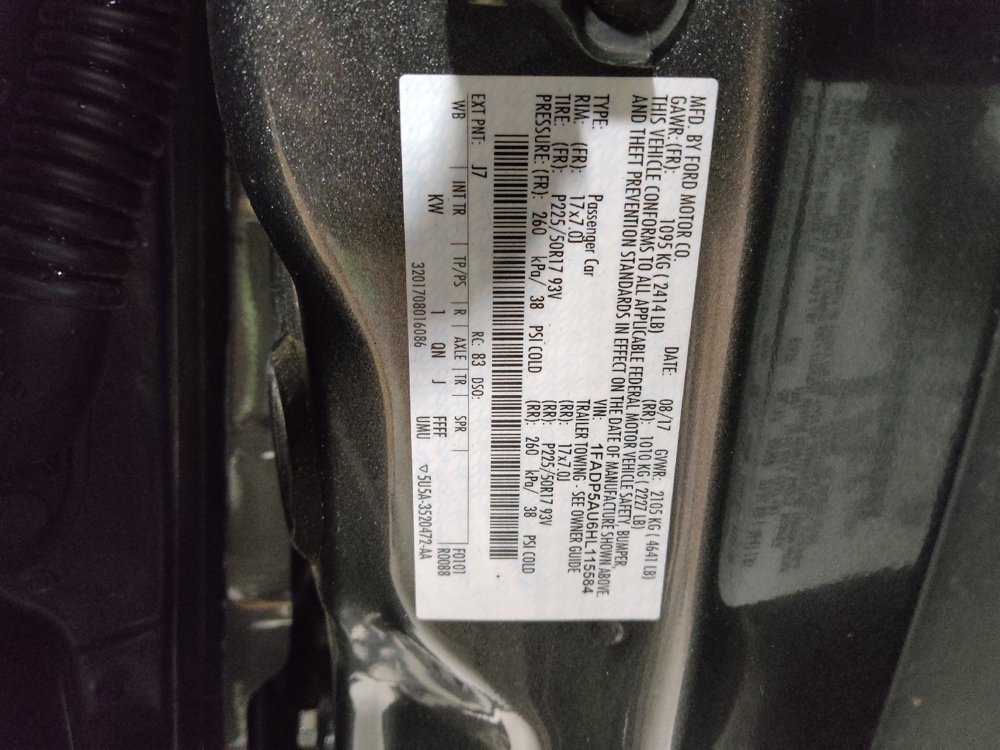 MFD. BY FORD MOTOR CO. DATE: 08/17 GVWR: 2105 KG ( 4641 LB)
GAWR: (FR): 1095 KG ( 2414 LB) (RR): 1010 KG ( 2227 LB)
THIS VEHICLE CONFORMS TO ALL APPLICABLE FEDERAL MOTOR VEHICLE SAFETY, BUMPER,
AND THEFT PREVENTION STANDARDS IN EFFECT ON THE DATE OF MANUFACTURE SHOWN ABOVE.
VIN: 1FADP5AU6HL115584
TYPE: Passenger Car TRAILER TOWING - SEE OWNER GUIDE
RIM: (FR): 17x7.0J (RR): 17x7.0J
TIRE: (FR): P225/50R17 93V (RR): P225/50R17 93V
PRESSURE: (FR): 260 kPa/ 38 PSI COLD (RR): 260 kPa/ 38 PSI COLD
EXT PNT: J7 RC: 83 DSO: F0101
WB | INT TR | TP/PS | R | AXLE | TR | SPR | R0088
KW 1 QN J FFFF
3201708016086 UMU ▽5U5A-3520472-AA